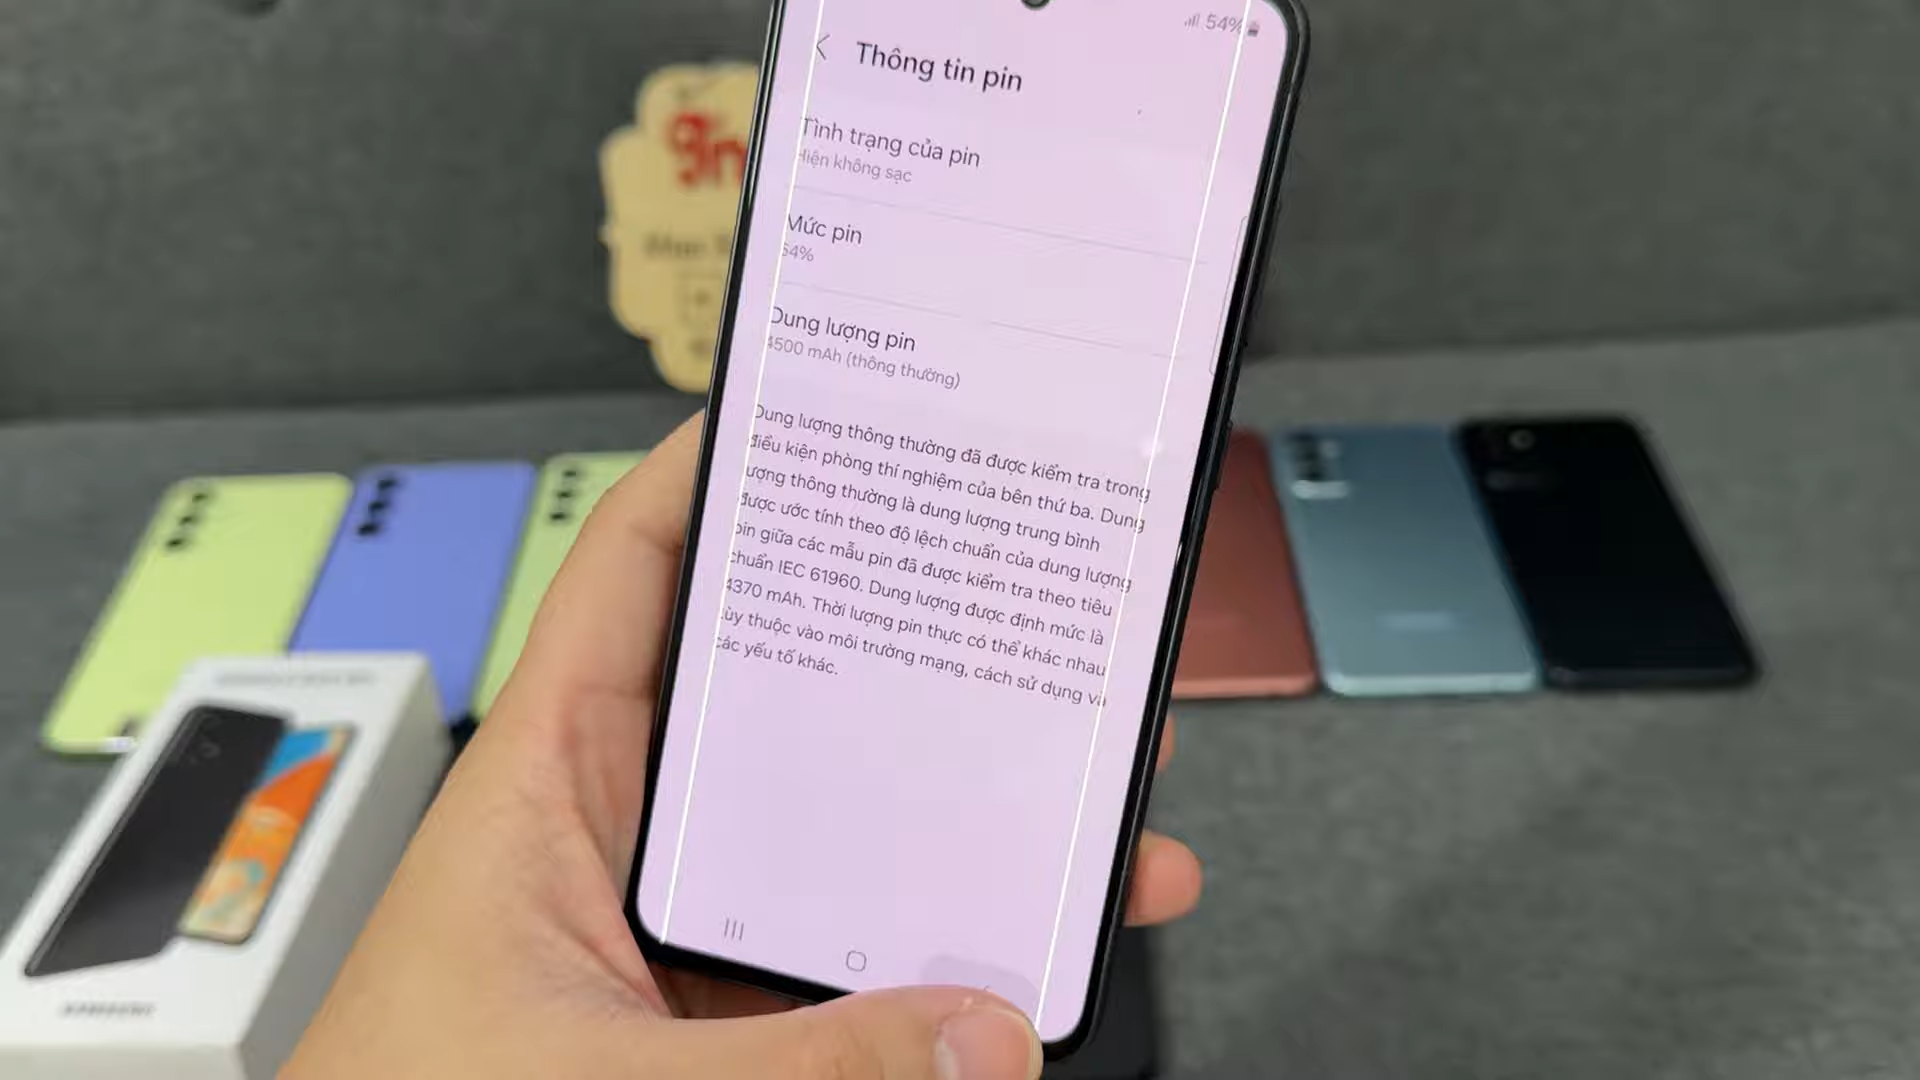 54%
Thông tin pin
Tình trạng của pin
Hiện không sạc
Mức pin
54%
Dung lượng pin
4500 mAh (thông thường)
Dung lượng thông thường đã được kiểm tra trong
điều kiện phòng thí nghiệm của bên thứ ba. Dung
lượng thông thường là dung lượng trung bình
được ước tính theo độ lệch chuẩn của dung lượng
pin giữa các mẫu pin đã được kiểm tra theo tiêu
chuẩn IEC 61960. Dung lượng được định mức là
4370 mAh. Thời lượng pin thực có thể khác nhau
tùy thuộc vào môi trường mạng, cách sử dụng và
các yếu tố khác.
SAMSUNG